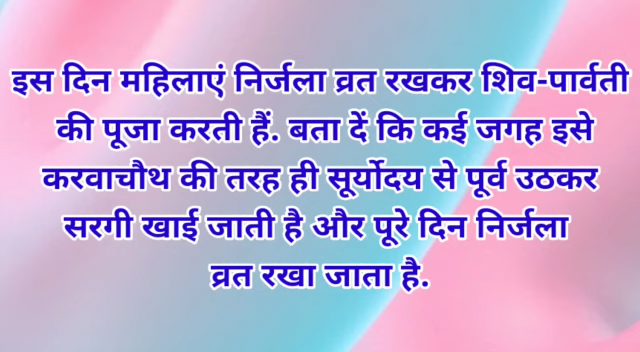 इस दिन महिलाएं निर्जला व्रत रखकर शिव-पार्वती
की पूजा करती हैं. बता दें कि कई जगह इसे
करवाचौथ की तरह ही सूर्योदय से पूर्व उठकर
सरगी खाई जाती है और पूरे दिन निर्जला
व्रत रखा जाता है.